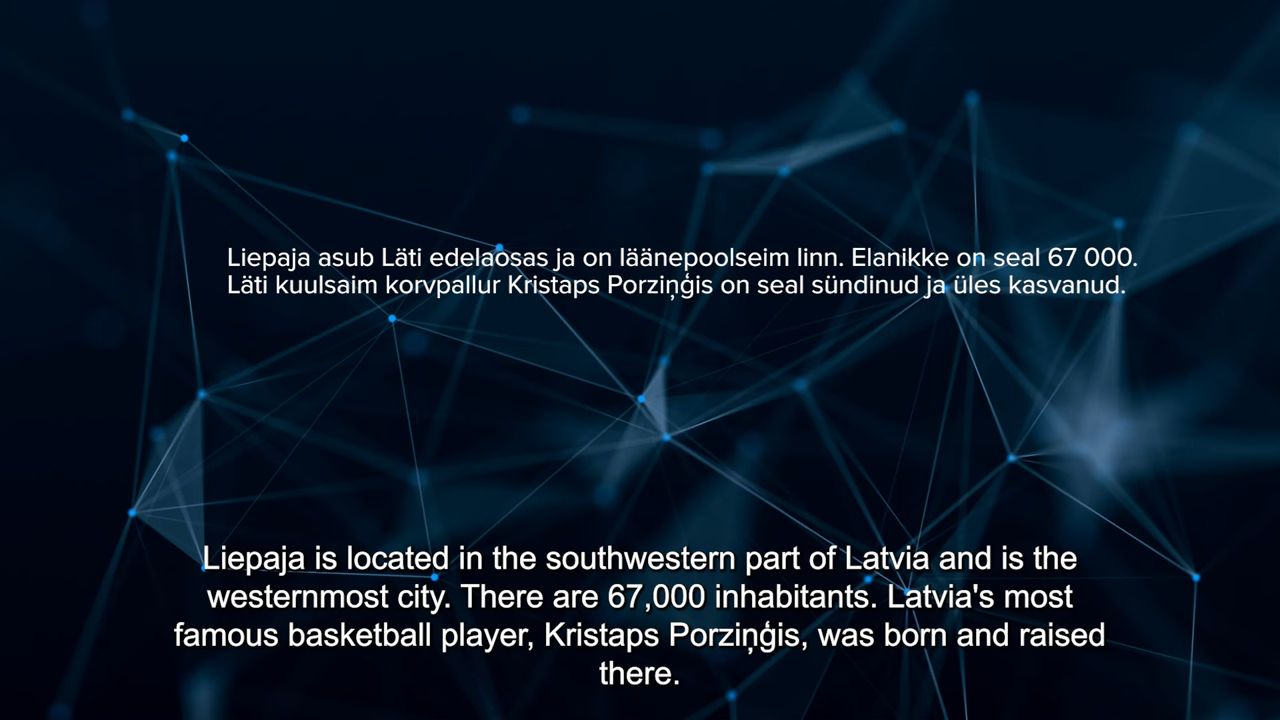 Liepaja asub Läti edelaosas ja on läänepoolseim linn. Elanikke on seal 67 000.
Läti kuulsaim korvpallur Kristaps Porziņģis on seal sündinud ja üles kasvanud.
Liepaja is located in the southwestern part of Latvia and is the
westernmost city. There are 67,000 inhabitants. Latvia's most
famous basketball player, Kristaps Porziņģis, was born and raised
there.